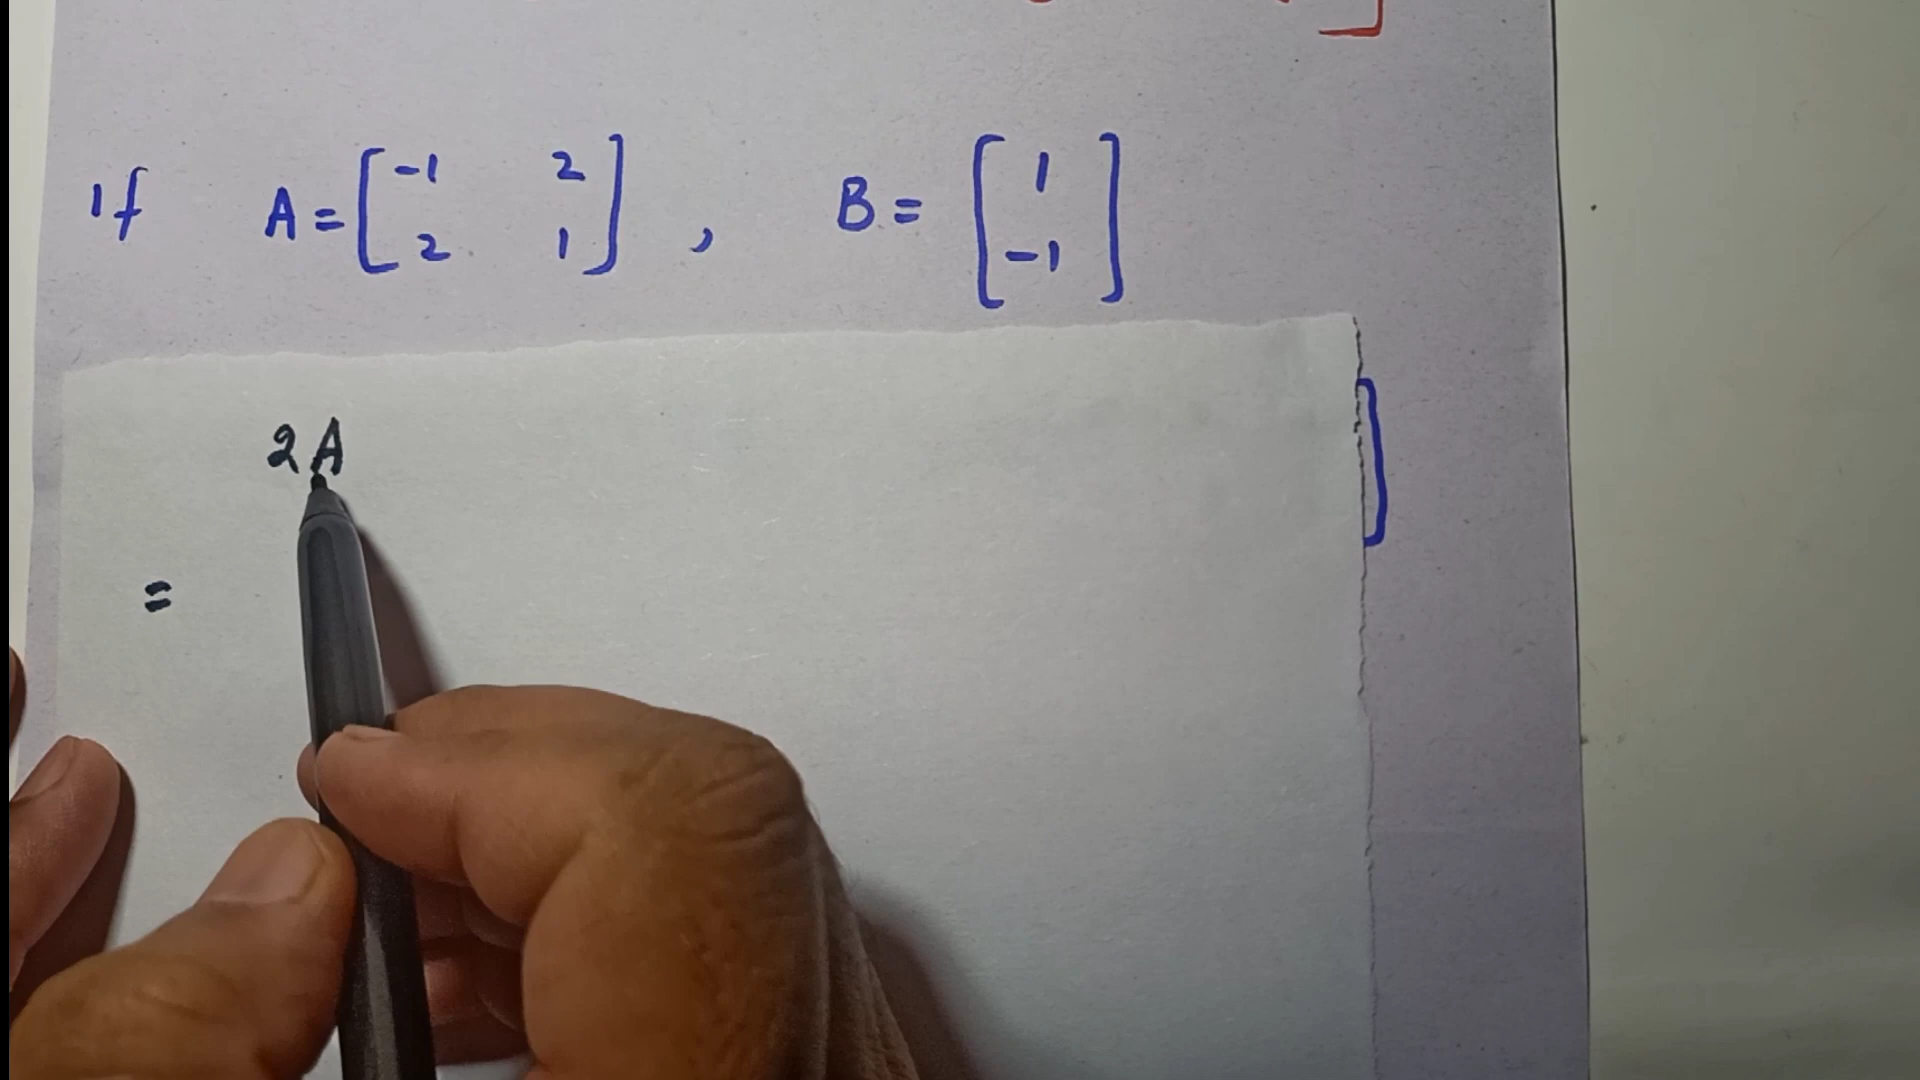 If A = [ -1 2 ] , B = [ 1 ]
[ 2 1 ] [ -1 ]
2A
=